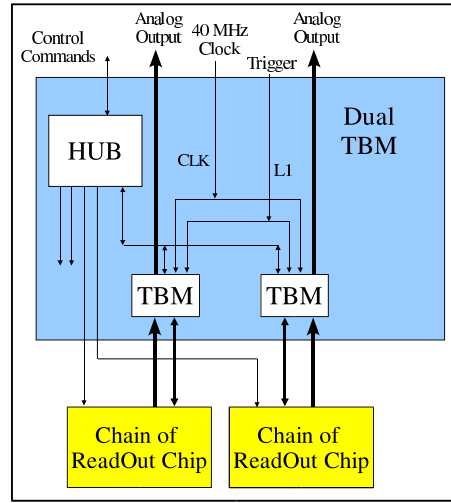 Analog
Output
40 MHz
Clock
Analog
Output
Control
Commands
Trigger
Dual
TBM
HUB
CLK
L1
TBM
TBM
Chain of
ReadOut Chip
Chain of
ReadOut Chip